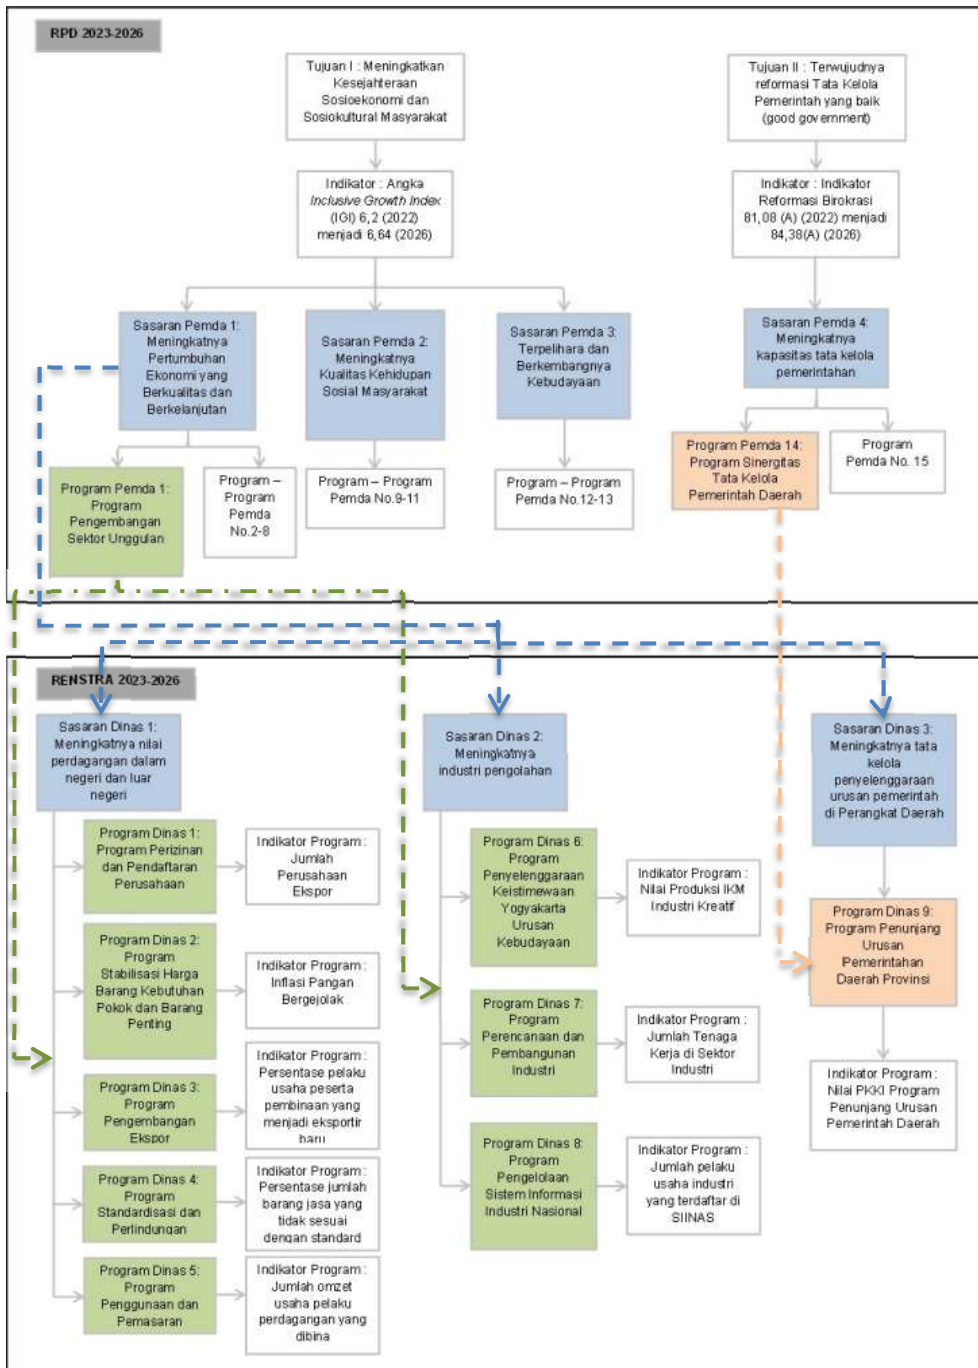 RPD 2023-2026
Tujuan I : Meningkatkan
Kesejahteraan
Sosioekonomi dan
Sosiokultural Masyarakat
Tujuan II : Terwujudnya
reformasi Tata Kelola
Pemerintah yang baik
(good government)
Indikator : Angka
Inclusive Growth Index
(IGI) 6,2 (2022)
menjadi 6,64 (2026)
Indikator : Indikator
Reformasi Birokrasi
81,08 (A) (2022) menjadi
84,38(A) (2026)
Sasaran Pemda 1:
Meningkatnya
Pertumbuhan
Ekonomi yang
Berkualitas dan
Berkelanjutan
Sasaran Pemda 2:
Meningkatnya
Kualitas Kehidupan
Sosial Masyarakat
Sasaran Pemda 3:
Terpelihara dan
Berkembangnya
Kebudayaan
Sasaran Pemda 4:
Meningkatnya
kapasitas tata kelola
pemerintahan
Program Pemda 1:
Program
Pengembangan
Sektor Unggulan
Program –
Program
Pemda
No.2-8
Program – Program
Pemda No.9-11
Program – Program
Pemda No.12-13
Program Pemda 14:
Program Sinergitas
Tata Kelola
Pemerintah Daerah
Program
Pemda No. 15
RENSTRA 2023-2026
Sasaran Dinas 1:
Meningkatnya nilai
perdagangan dalam
negeri dan luar
negeri
Sasaran Dinas 2:
Meningkatnya
industri pengolahan
Sasaran Dinas 3:
Meningkatnya tata
kelola
penyelenggaraan
urusan pemerintah
di Perangkat Daerah
Program Dinas 1:
Program Perizinan
dan Pendaftaran
Perusahaan
Indikator Program :
Jumlah
Perusahaan
Ekspor
Program Dinas 2:
Program
Stabilisasi Harga
Barang Kebutuhan
Pokok dan Barang
Penting
Indikator Program :
Inflasi Pangan
Bergejolak
Program Dinas 3:
Program
Pengembangan
Ekspor
Indikator Program :
Persentase pelaku
usaha peserta
pembinaan yang
menjadi eksportir
baru
Program Dinas 4:
Program
Standardisasi dan
Perlindungan
Indikator Program :
Persentase jumlah
barang jasa yang
tidak sesuai
dengan standard
Program Dinas 5:
Program
Penggunaan dan
Pemasaran
Indikator Program :
Jumlah omzet
usaha pelaku
perdagangan yang
dibina
Program Dinas 6:
Program
Penyelenggaraan
Keistimewaan
Yogyakarta
Urusan
Kebudayaan
Indikator Program :
Nilai Produksi IKM
Industri Kreatif
Program Dinas 7:
Program
Perencanaan dan
Pembangunan
Industri
Indikator Program :
Jumlah Tenaga
Kerja di Sektor
Industri
Program Dinas 8:
Program
Pengelolaan
Sistem Informasi
Industri Nasional
Indikator Program :
Jumlah pelaku
usaha industri
yang terdaftar di
SIINAS
Program Dinas 9:
Program Penunjang
Urusan
Pemerintahan
Daerah Provinsi
Indikator Program :
Nilai PKKI Program
Penunjang Urusan
Pemerintah Daerah